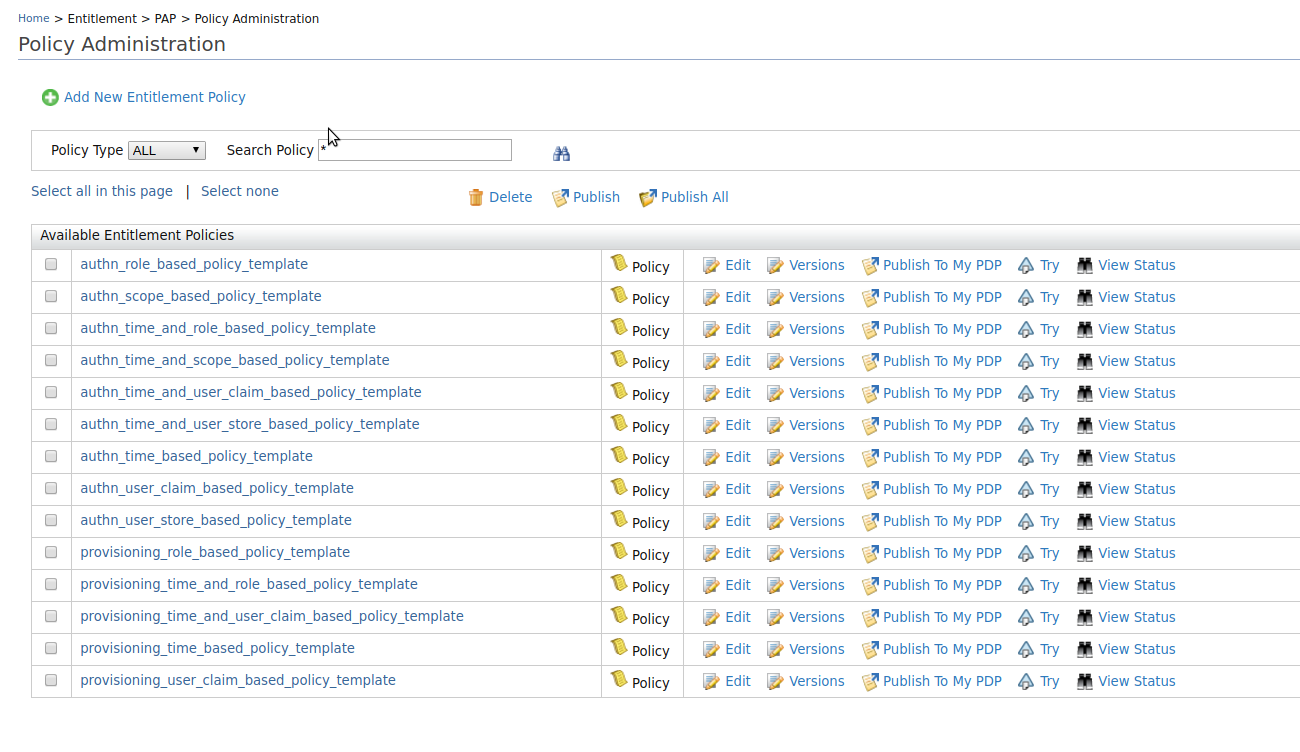 Home > Entitlement > PAP > Policy Administration
Policy Administration
Add New Entitlement Policy
Policy Type ALL Search Policy *
Select all in this page | Select none Delete Publish Publish All
Available Entitlement Policies
authn_role_based_policy_template Policy Edit Versions Publish To My PDP Try View Status
authn_scope_based_policy_template Policy Edit Versions Publish To My PDP Try View Status
authn_time_and_role_based_policy_template Policy Edit Versions Publish To My PDP Try View Status
authn_time_and_scope_based_policy_template Policy Edit Versions Publish To My PDP Try View Status
authn_time_and_user_claim_based_policy_template Policy Edit Versions Publish To My PDP Try View Status
authn_time_and_user_store_based_policy_template Policy Edit Versions Publish To My PDP Try View Status
authn_time_based_policy_template Policy Edit Versions Publish To My PDP Try View Status
authn_user_claim_based_policy_template Policy Edit Versions Publish To My PDP Try View Status
authn_user_store_based_policy_template Policy Edit Versions Publish To My PDP Try View Status
provisioning_role_based_policy_template Policy Edit Versions Publish To My PDP Try View Status
provisioning_time_and_role_based_policy_template Policy Edit Versions Publish To My PDP Try View Status
provisioning_time_and_user_claim_based_policy_template Policy Edit Versions Publish To My PDP Try View Status
provisioning_time_based_policy_template Policy Edit Versions Publish To My PDP Try View Status
provisioning_user_claim_based_policy_template Policy Edit Versions Publish To My PDP Try View Status